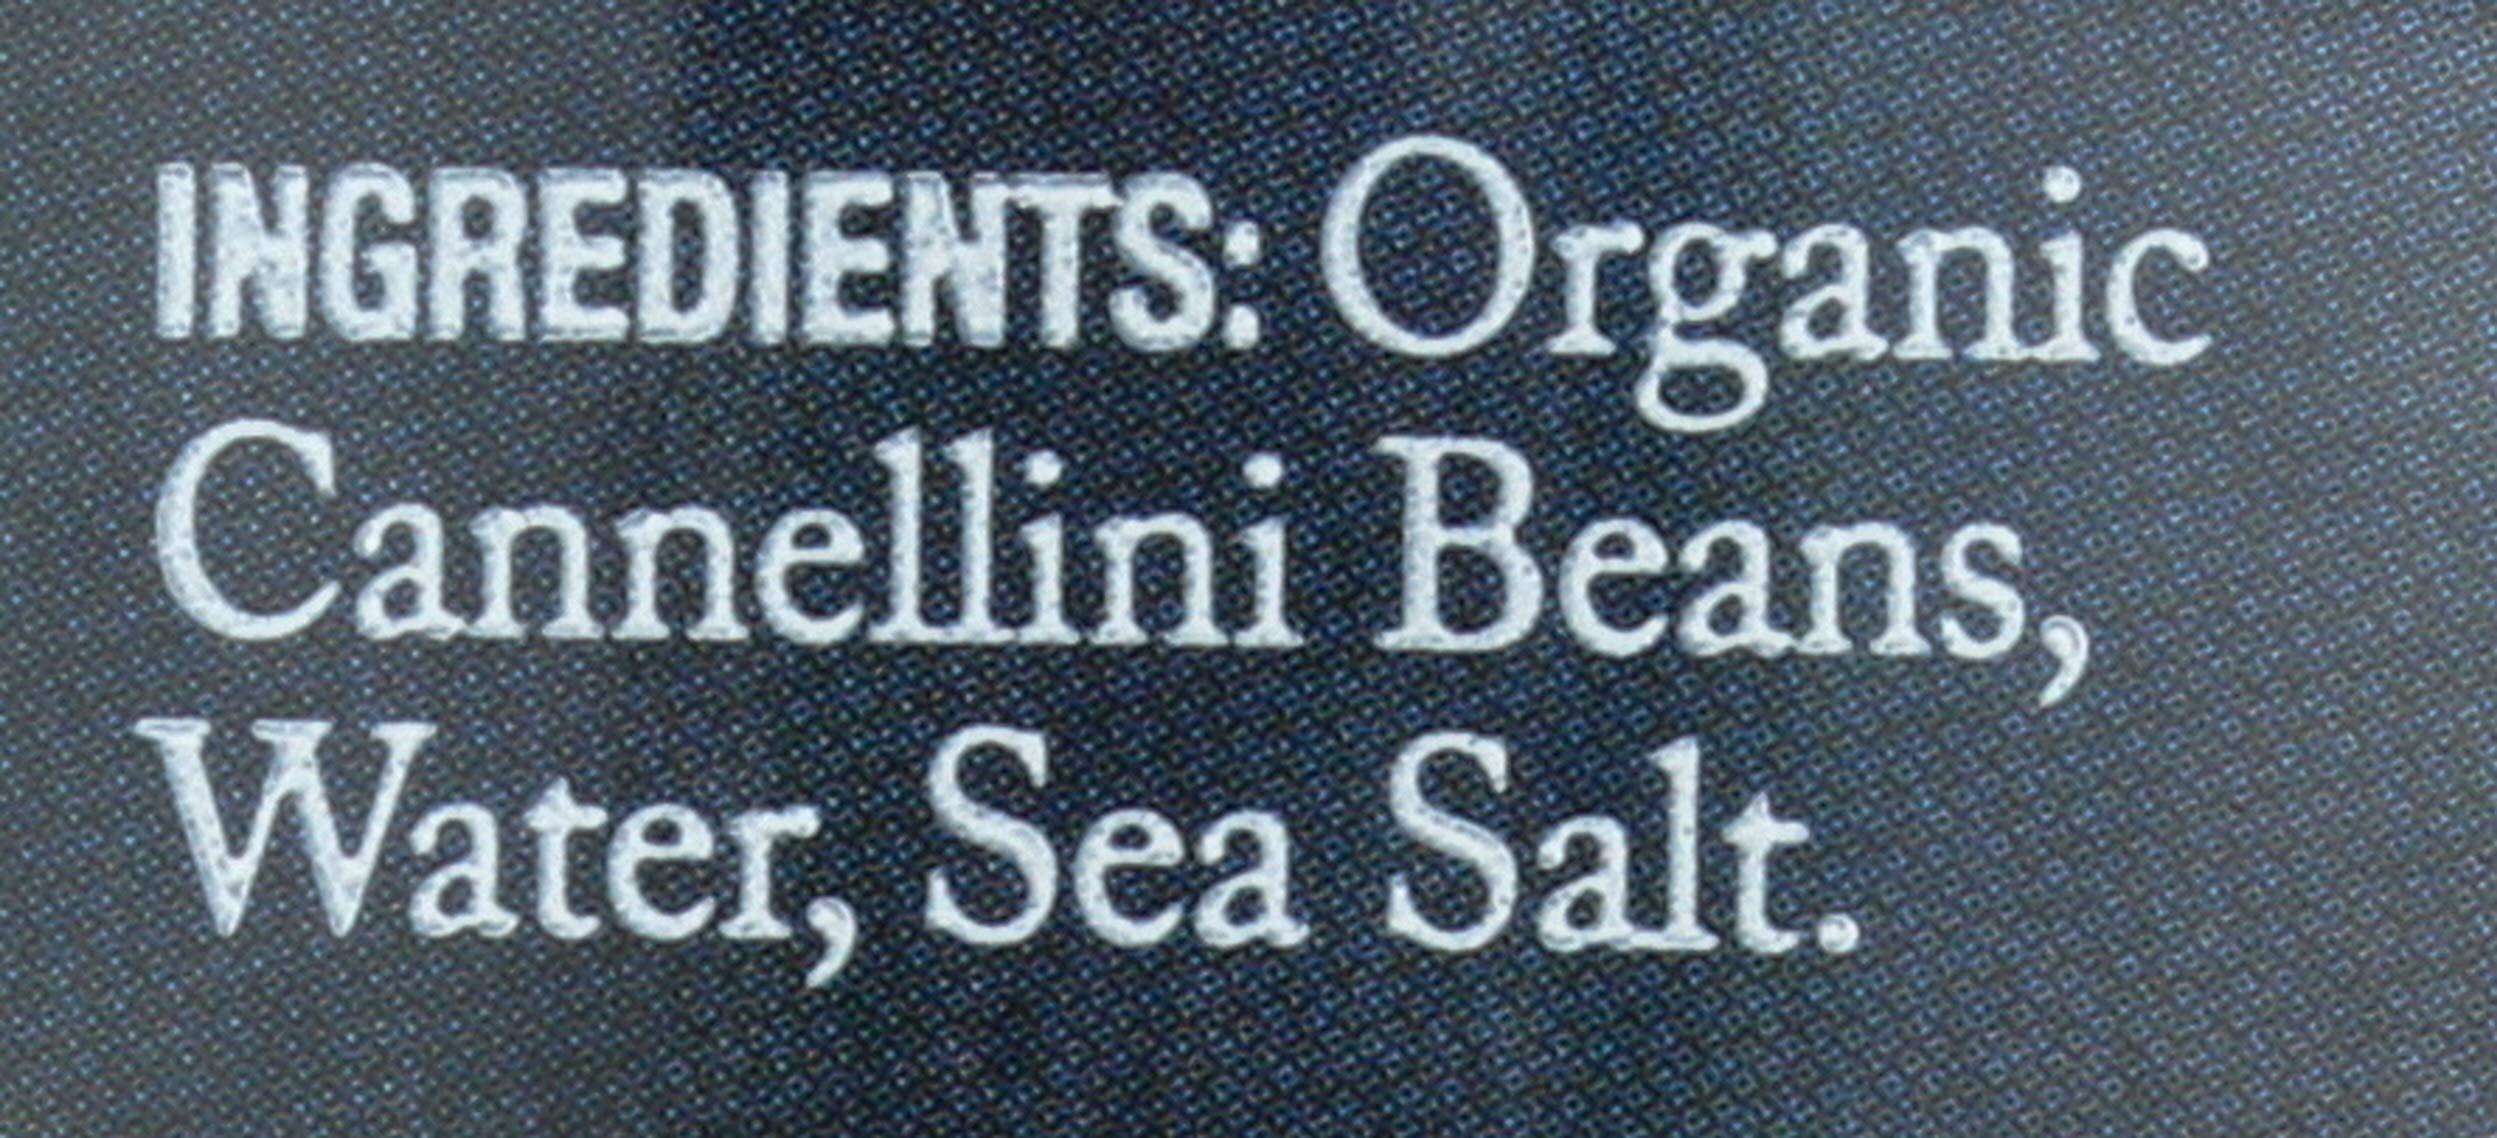 INGREDIENTS: Organic
Cannellini Beans,
Water, Sea Salt.